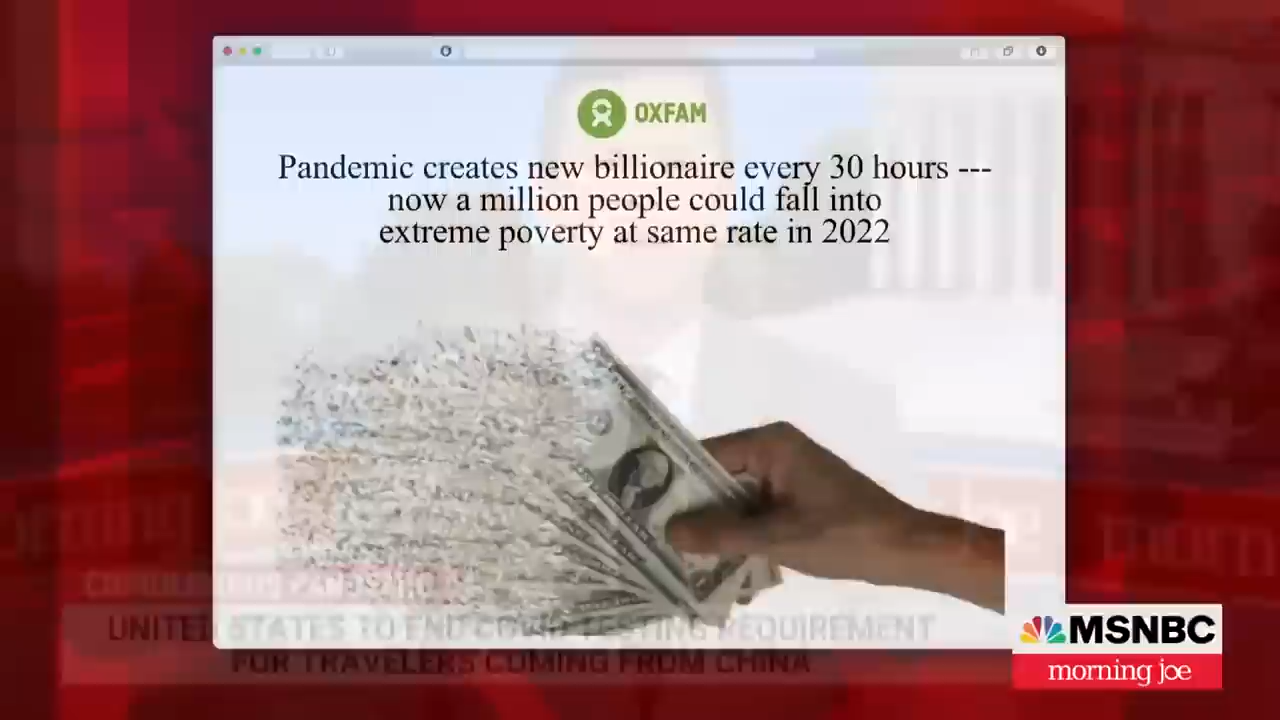 OXFAM
Pandemic creates new billionaire every 30 hours ---
now a million people could fall into
extreme poverty at same rate in 2022
UNITED STATES TO END COVID TESTING REQUIREMENT
FOR TRAVELERS COMING FROM CHINA
MSNBC
morning joe